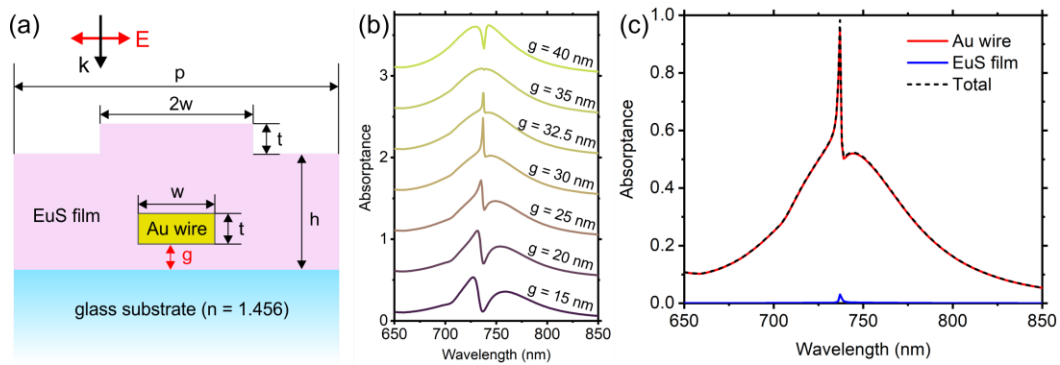 (a)
E
k
p
2w
t
EuS film
w
Au wire
t
h
g
glass substrate (n = 1.456)
(b)
Absorptance
3
2
1
0
g = 40 nm
g = 35 nm
g = 32.5 nm
g = 30 nm
g = 25 nm
g = 20 nm
g = 15 nm
650 700 750 800 850
Wavelength (nm)
(c)
Absorptance
1.0
0.8
0.6
0.4
0.2
0.0
Au wire
EuS film
Total
650 700 750 800 850
Wavelength (nm)